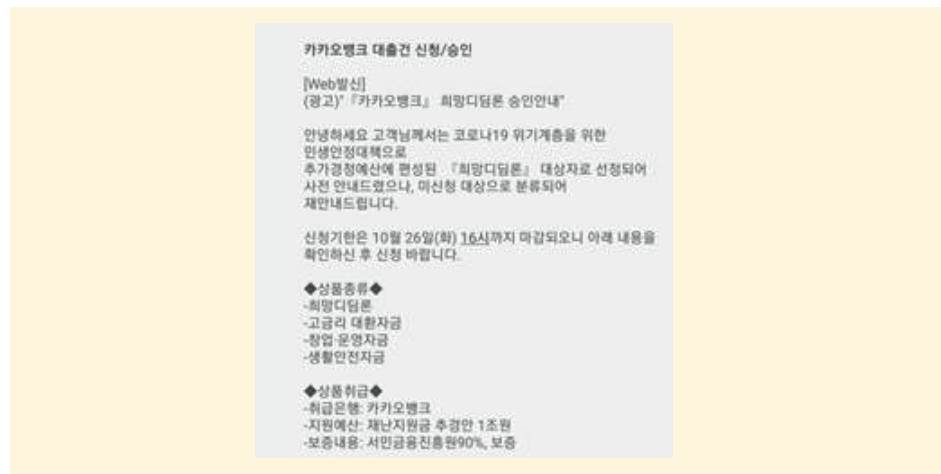 카카오뱅크 대출건 신청/승인
[Web발신]
(광고)"『카카오뱅크』 희망디딤론 승인안내"
안녕하세요 고객님께서는 코로나19 위기계층을 위한
민생안정대책으로
추가경정예산에 편성된 『희망디딤론』 대상자로 선정되어
사전 안내드렸으나, 미신청 대상으로 분류되어
재안내드립니다.
신청기한은 10월 26일(화) 16시까지 마감되오니 아래 내용을
확인하신 후 신청 바랍니다.
◆상품종류◆
-희망디딤론
-고금리 대환자금
-창업·운영자금
-생활안전자금
◆상품취급◆
-취급은행: 카카오뱅크
-지원예산: 재난지원금 추경안 1조원
-보증내용: 서민금융진흥원90%, 보증